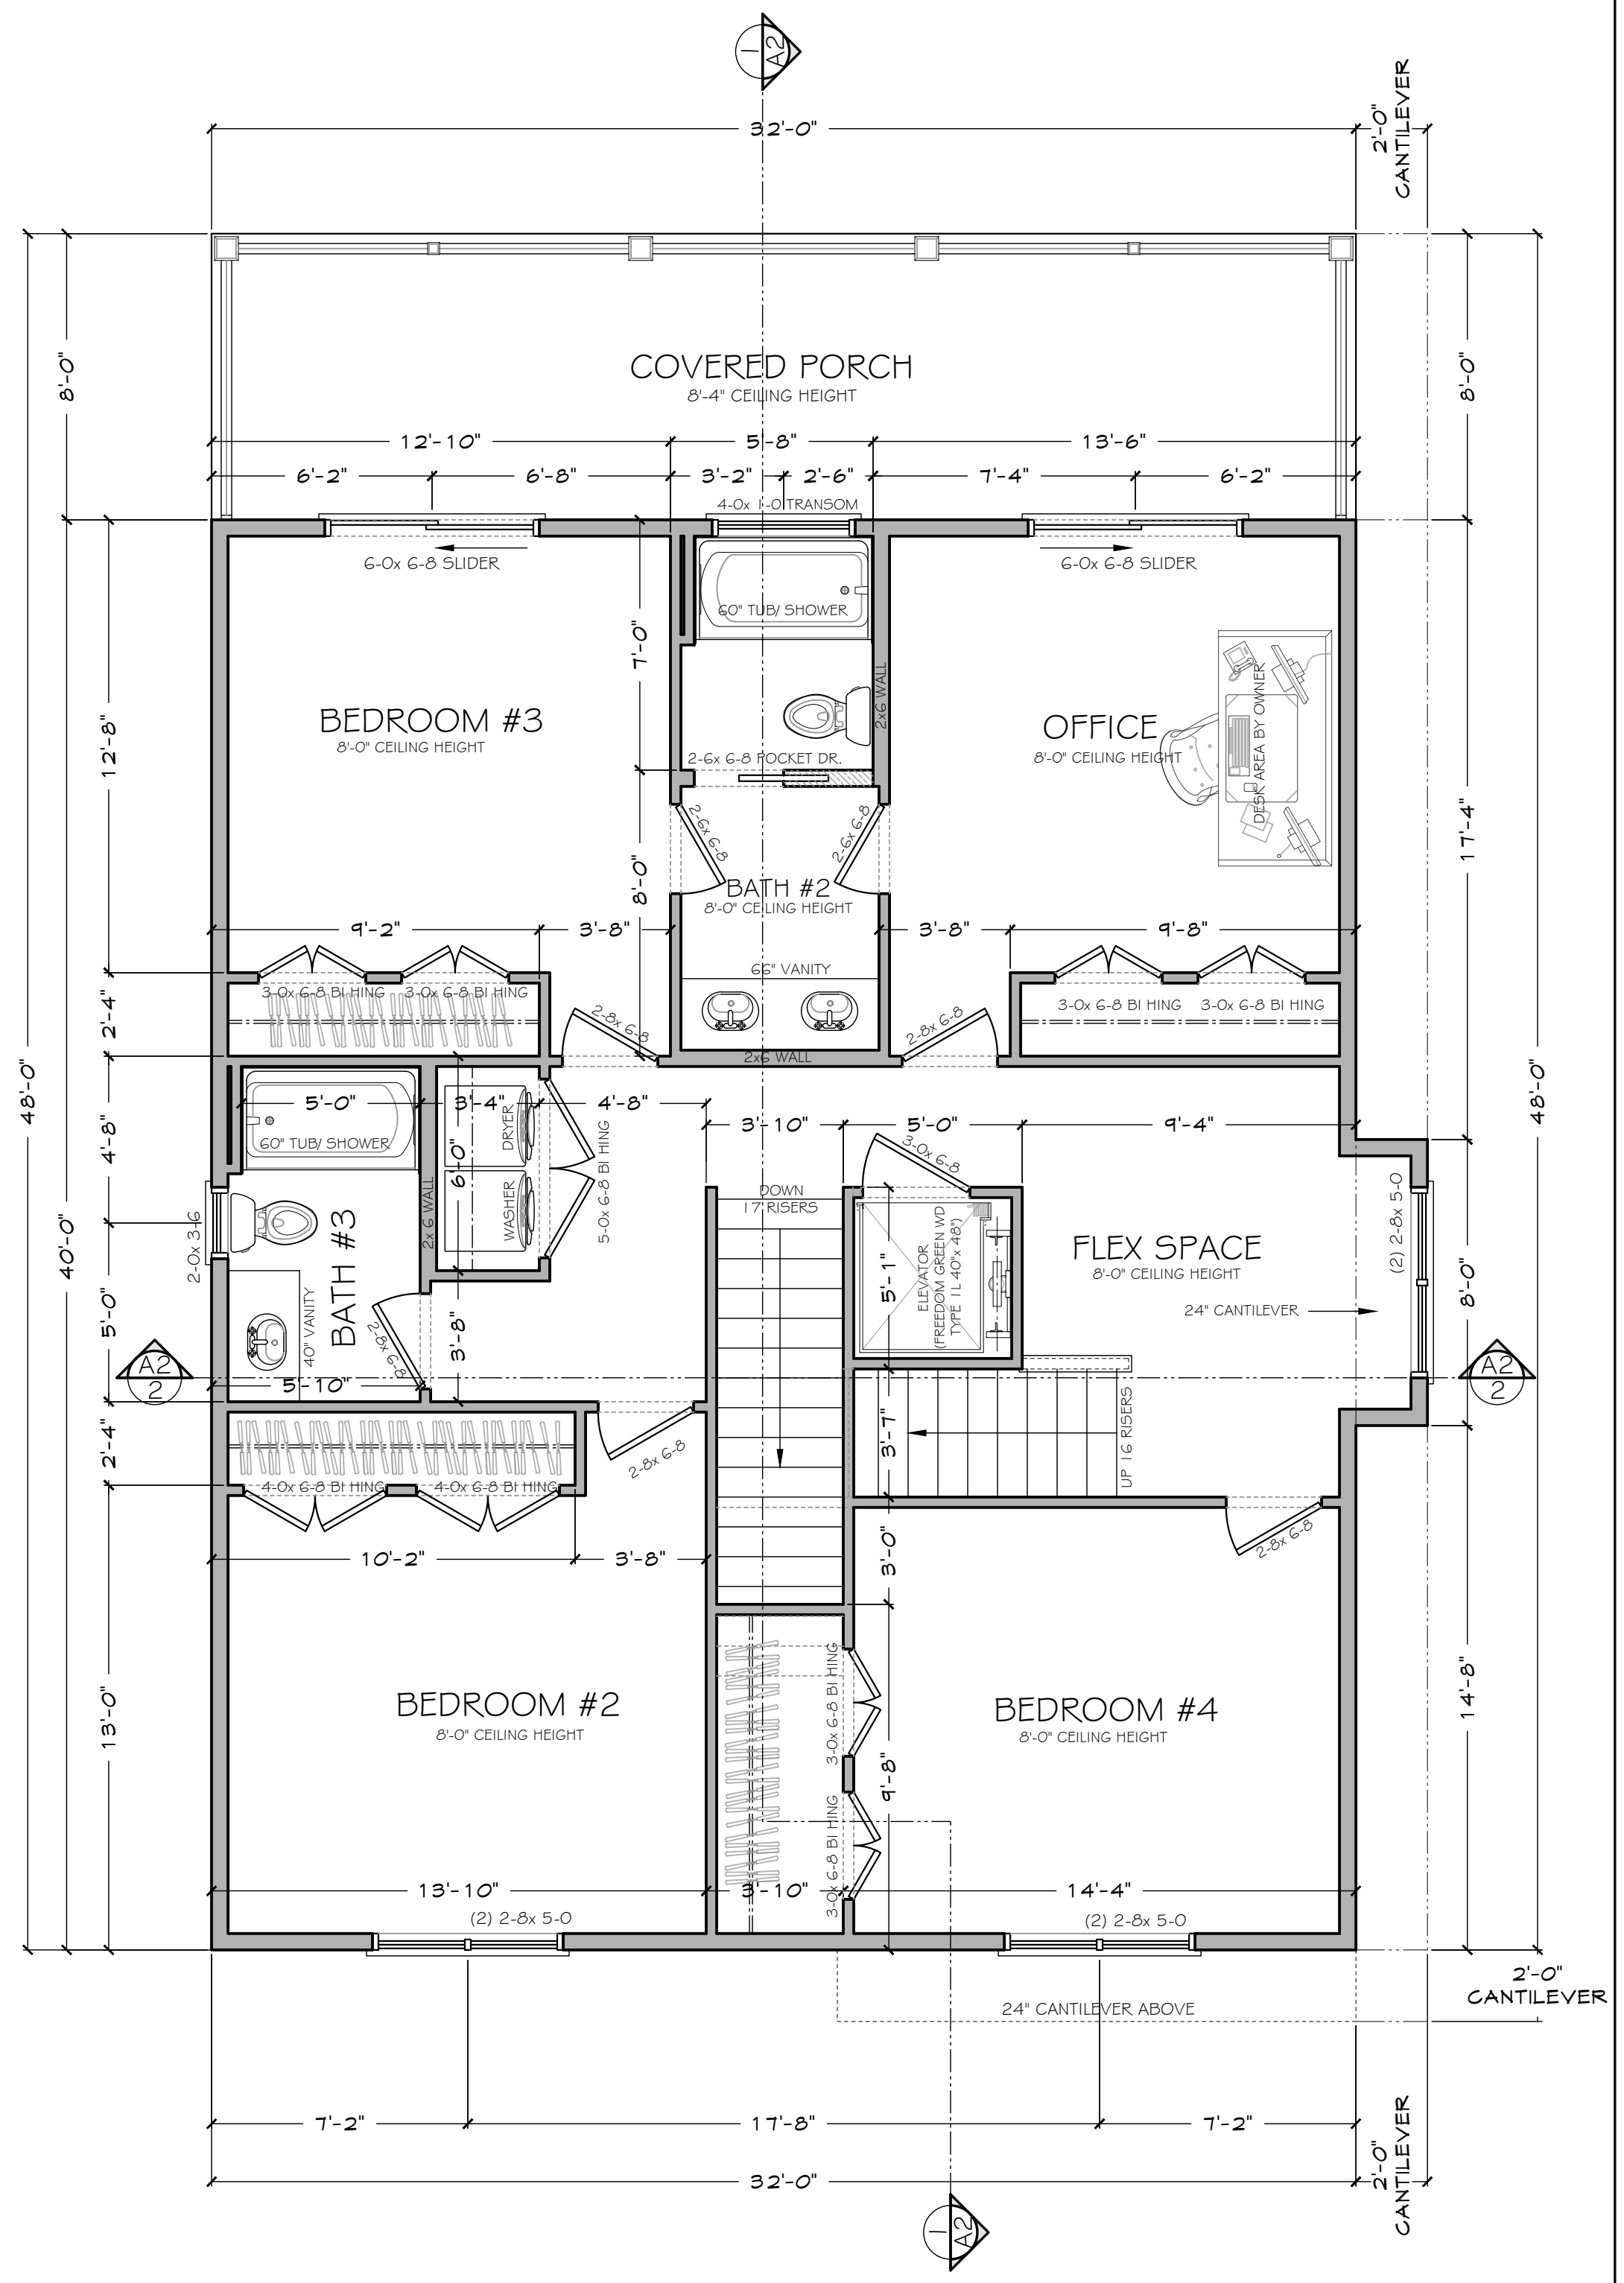 1
A2
2'-0"
CANTILEVER
32'-0"
COVERED PORCH
8'-4" CEILING HEIGHT
8'-0"
8'-0"
12'-10"
5'-8"
13'-6"
6'-2"
6'-8"
3'-2"
2'-6"
7'-4"
6'-2"
4-0x 1-0 TRANSOM
6-0x 6-8 SLIDER
6-0x 6-8 SLIDER
60" TUB/ SHOWER
7'-0"
2x6 WALL
DESK AREA BY OWNER
BEDROOM #3
8'-0" CEILING HEIGHT
OFFICE
8'-0" CEILING HEIGHT
12'-8"
2-6x 6-8 POCKET DR.
2-6x 6-8
2-6x 6-8
17'-4"
8'-0"
BATH #2
8'-0" CEILING HEIGHT
9'-2"
3'-8"
3'-8"
9'-8"
66" VANITY
3-0x 6-8 BI HING
3-0x 6-8 BI HING
3-0x 6-8 BI HING
3-0x 6-8 BI HING
2'-4"
2-8x 6-8
2-8x 6-8
2x6 WALL
48'-0"
48'-0"
40'-0"
4'-8"
5'-0"
3'-4"
4'-8"
3'-10"
5'-0"
9'-4"
60" TUB/ SHOWER
DRYER
6'-0"
WASHER
5-0x 6-8 BI HING
2x 6 WALL
3-0x 6-8
DOWN
17 RISERS
2-0x 3-6
BATH #3
40" VANITY
5'-0"
2-8x 6-8
3'-8"
5'-1"
ELEVATOR
(FREEDOM GREEN WD
TYPE 1 L 40"x 48")
FLEX SPACE
8'-0" CEILING HEIGHT
24" CANTILEVER
(2) 2-8x 5-0
8'-0"
A2
2
A2
2
5'-10"
2'-4"
4-0x 6-8 BI HING
4-0x 6-8 BI HING
2-8x 6-8
3'-7"
UP 16 RISERS
10'-2"
3'-8"
3'-0"
2-8x 6-8
13'-0"
14'-8"
BEDROOM #2
8'-0" CEILING HEIGHT
3-0x 6-8 BI HING
3-0x 6-8 BI HING
9'-8"
BEDROOM #4
8'-0" CEILING HEIGHT
13'-10"
3'-10"
14'-4"
(2) 2-8x 5-0
(2) 2-8x 5-0
2'-0"
CANTILEVER
24" CANTILEVER ABOVE
7'-2"
17'-8"
7'-2"
32'-0"
2'-0"
CANTILEVER
1
A2